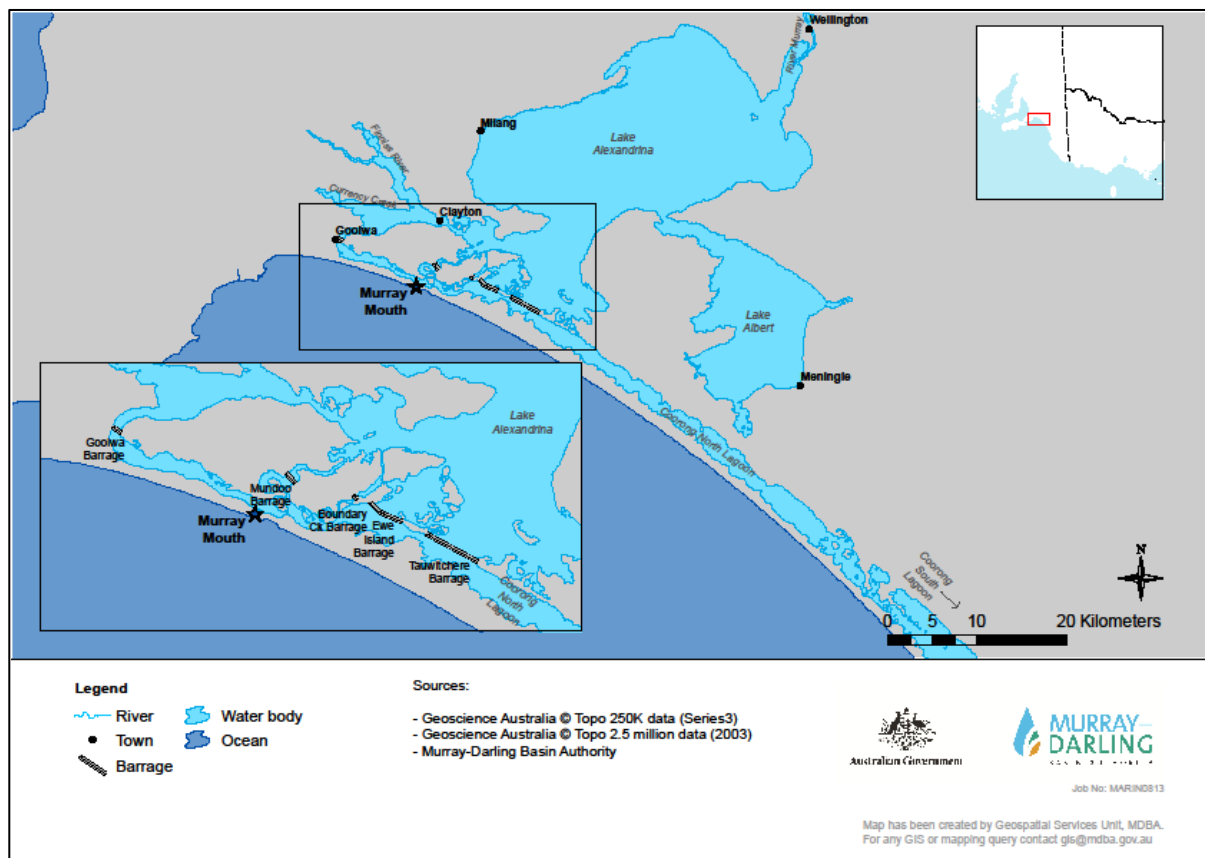 Wellington
River Murray
Milang
Lake
Alexandrina
Finniss River
Currency Creek
Clayton
Goolwa
Murray
Mouth
Lake
Albert
Meningie
Coorong North Lagoon
Lake
Alexandrina
Goolwa
Barrage
Mundoo
Barrage
Murray
Mouth
Boundary
Ck Barrage
Ewe
Island
Barrage
Tauwitchere
Barrage
Coorong
North
Lagoon
Coorong
South
Lagoon
N
0 5 10 20 Kilometers
Legend
River
Water body
Town
Ocean
Barrage
Sources:
- Geoscience Australia © Topo 250K data (Series3)
- Geoscience Australia © Topo 2.5 million data (2003)
- Murray-Darling Basin Authority
Australian Government
MURRAY–
DARLING
Job No: MARIN0813
Map has been created by Geospatial Services Unit, MDBA.
For any GIS or mapping query contact gis@mdba.gov.au